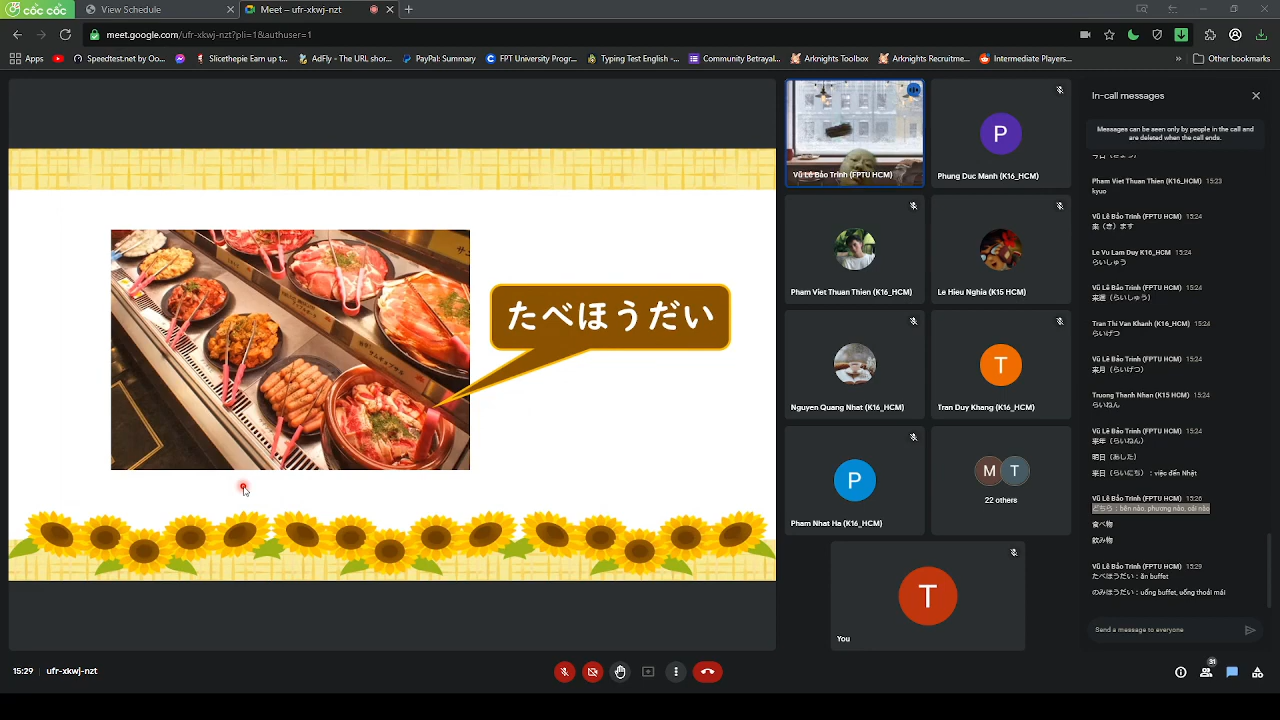 cốc cốc
View Schedule
Meet – ufr-xkwj-nzt
meet.google.com/ufr-xkwj-nzt?pli=1&authuser=1
Apps
Speedtest.net by Oo...
Slicethepie Earn up t...
AdFly - The URL shor...
PayPal: Summary
FPT University Progr...
Typing Test English -...
Community Betrayal...
Arknights Toolbox
Arknights Recruitme...
Intermediate Players...
»
Other bookmarks
たべほうだい
Vũ Lê Bảo Trinh (FPTU HCM)
P
Phung Duc Manh (K16_HCM)
Pham Viet Thuan Thien (K16_HCM)
Le Hieu Nghia (K15 HCM)
Nguyen Quang Nhat (K16_HCM)
T
Tran Duy Khang (K16_HCM)
P
Pham Nhat Ha (K16_HCM)
M T
22 others
T
You
In-call messages
Messages can be seen only by people in the call and
are deleted when the call ends.
Pham Viet Thuan Thien (K16_HCM) 15:23
kyuo
Vũ Lê Bảo Trinh (FPTU HCM) 15:24
来（き）ます
Le Vu Lam Duy K16_HCM 15:24
らいしゅう
Vũ Lê Bảo Trinh (FPTU HCM) 15:24
来週（らいしゅう）
Tran Thi Van Khanh (K16_HCM) 15:24
らいげつ
Vũ Lê Bảo Trinh (FPTU HCM) 15:24
来月（らいげつ）
Truong Thanh Nhan (K15 HCM) 15:24
らいねん
Vũ Lê Bảo Trinh (FPTU HCM) 15:24
来年（らいねん）
明日（あした）
来日（らいにち）：việc đến Nhật
Vũ Lê Bảo Trinh (FPTU HCM) 15:26
どちら：bên nào, phương nào, cái nào
食べ物
飲み物
Vũ Lê Bảo Trinh (FPTU HCM) 15:29
たべほうだい：ăn buffet
のみほうだい：uống buffet, uống thoải mái
Send a message to everyone
15:29 ufr-xkwj-nzt
31